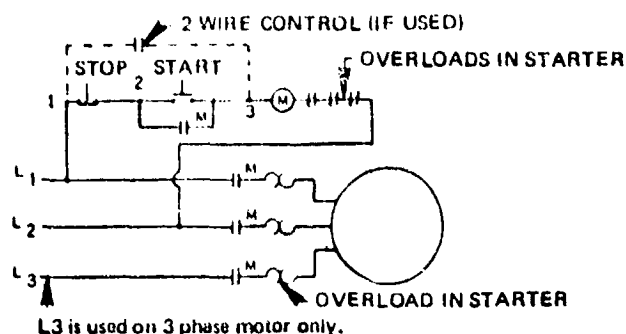 2 WIRE CONTROL (IF USED)
STOP START
OVERLOADS IN STARTER
1 2 3 M
M
L1 M
L2 M
L3 M
OVERLOAD IN STARTER
L3 is used on 3 phase motor only.